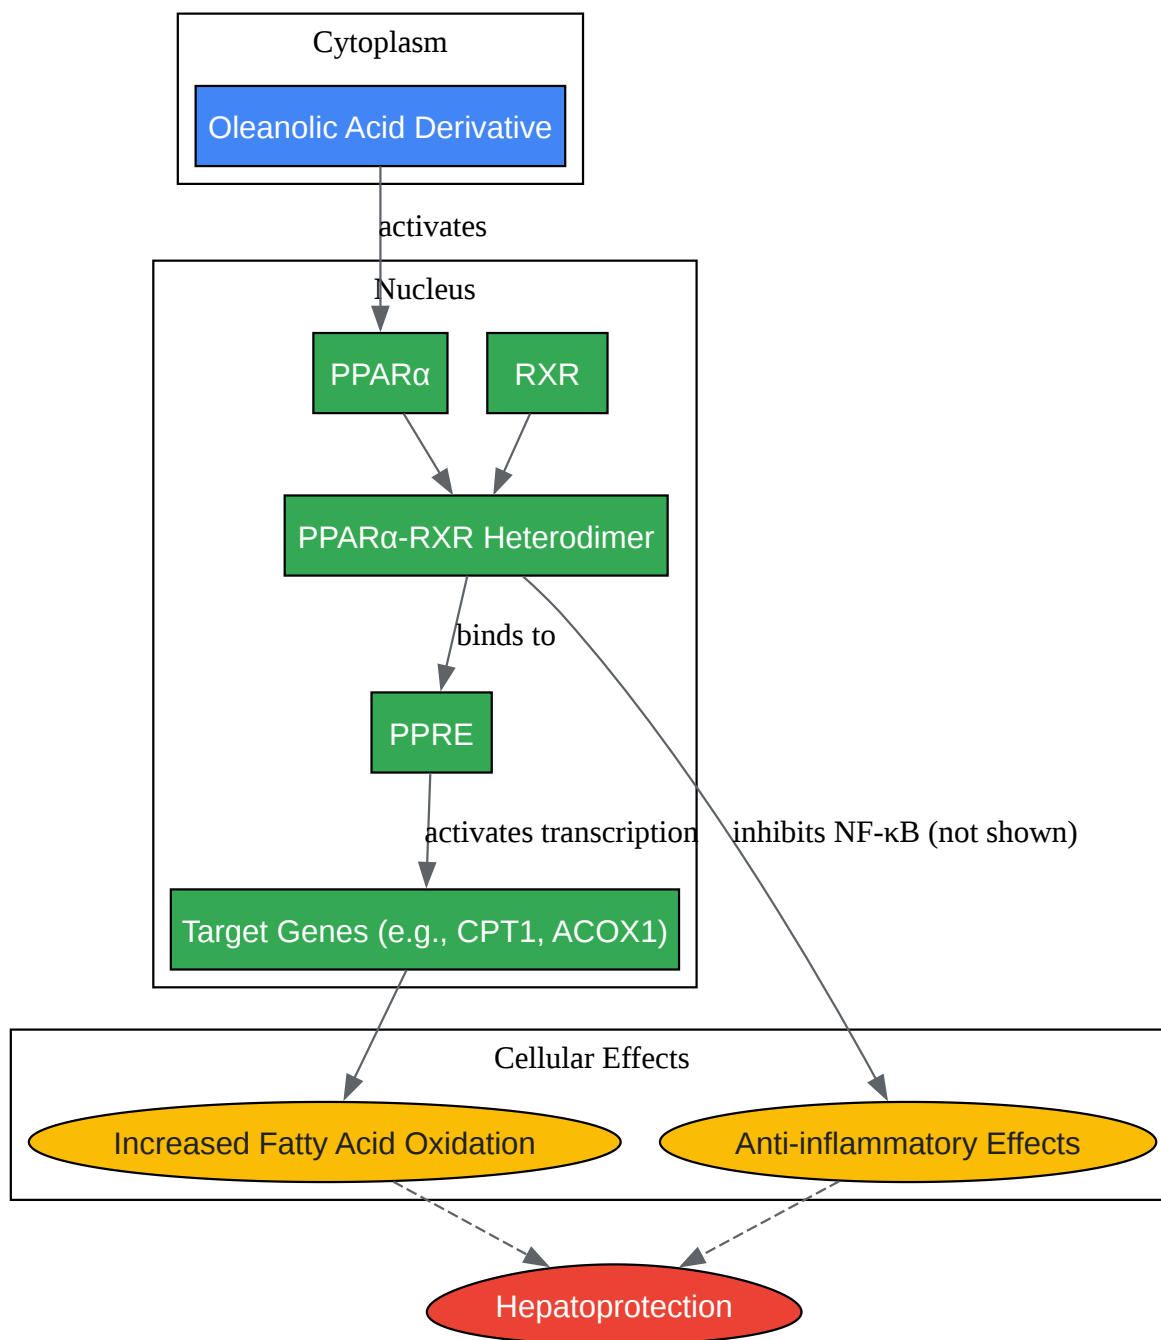 Cytoplasm
Oleanolic Acid Derivative
activates
Nucleus
PPARα
RXR
PPARα-RXR Heterodimer
binds to
PPRE
activates transcription
inhibits NF-κB (not shown)
Target Genes (e.g., CPT1, ACOX1)
Cellular Effects
Increased Fatty Acid Oxidation
Anti-inflammatory Effects
Hepatoprotection